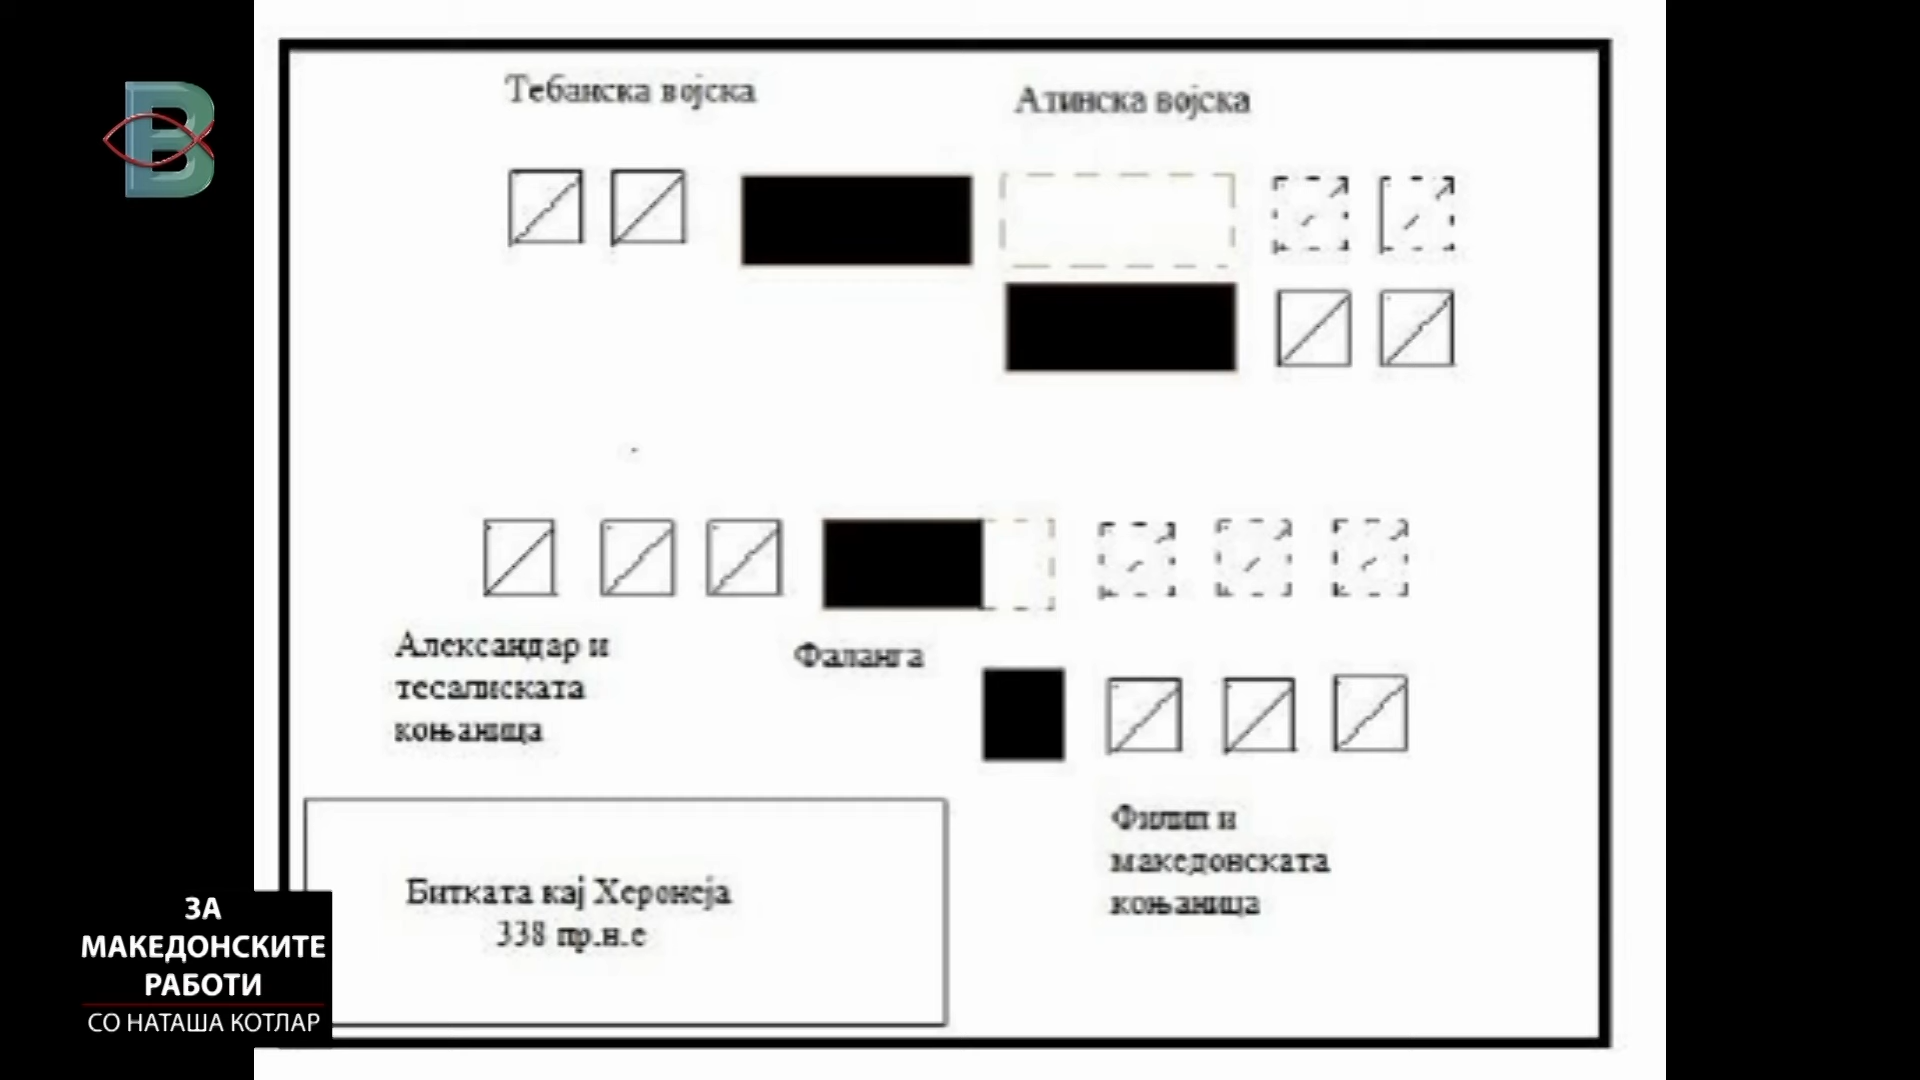 Тебанска војска
Атинска војска
Александар и
тесалиската
коњаница
Фаланга
Филип и
македонската
коњаница
Битката кај Херонеја
338 пр.н.е
B
ЗА
МАКЕДОНСКИТЕ
РАБОТИ
СО НАТАША КОТЛАР